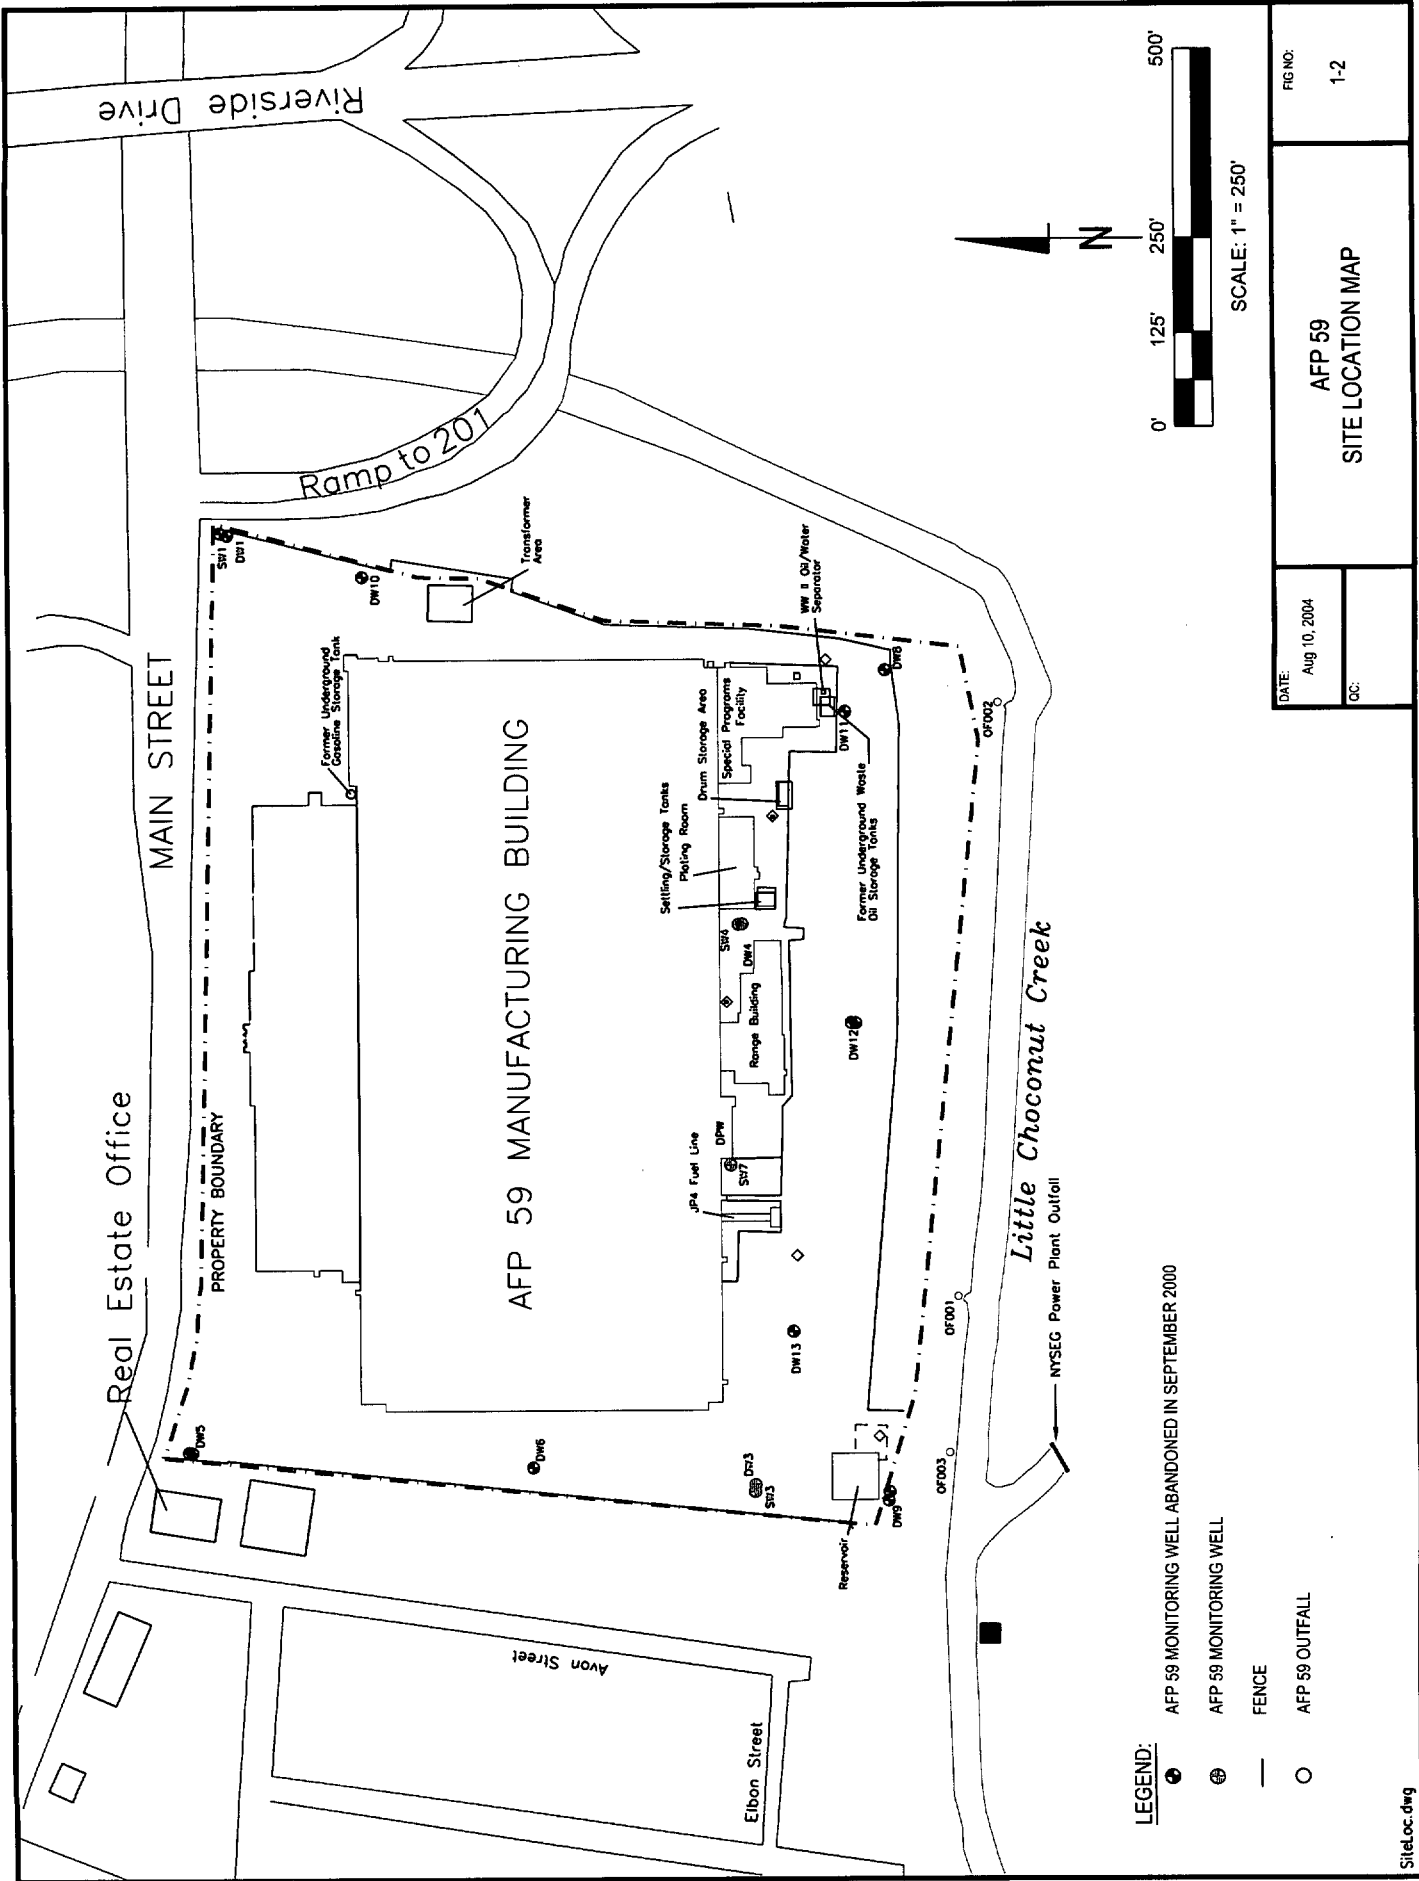 Riverside Drive
Ramp to 201
MAIN STREET
Real Estate Office
PROPERTY BOUNDARY
SW1
DW1
DW10
Transformer
Area
Former Underground
Gasoline Storage Tank
AFP 59 MANUFACTURING BUILDING
Special Programs
Facility
Drum Storage Area
Settling/Storage Tanks
Plating Room
WW II Oil/Water
Separator
DW8
DW11
Former Underground Waste
Oil Storage Tanks
SW4
DW4
Range Building
DW12
DPW
SW7
JP4 Fuel Line
DW13
DW5
DW6
DW3
SW3
DW9
Reservoir
OF002
OF001
OF003
Little Choconut Creek
NYSEG Power Plant Outfall
Avon Street
Elbon Street
N
0'
125'
250'
500'
SCALE: 1" = 250'
LEGEND:
AFP 59 MONITORING WELL ABANDONED IN SEPTEMBER 2000
AFP 59 MONITORING WELL
FENCE
AFP 59 OUTFALL
DATE:
Aug 10, 2004
QC:
AFP 59
SITE LOCATION MAP
FIG NO:
1-2
SiteLoc.dwg